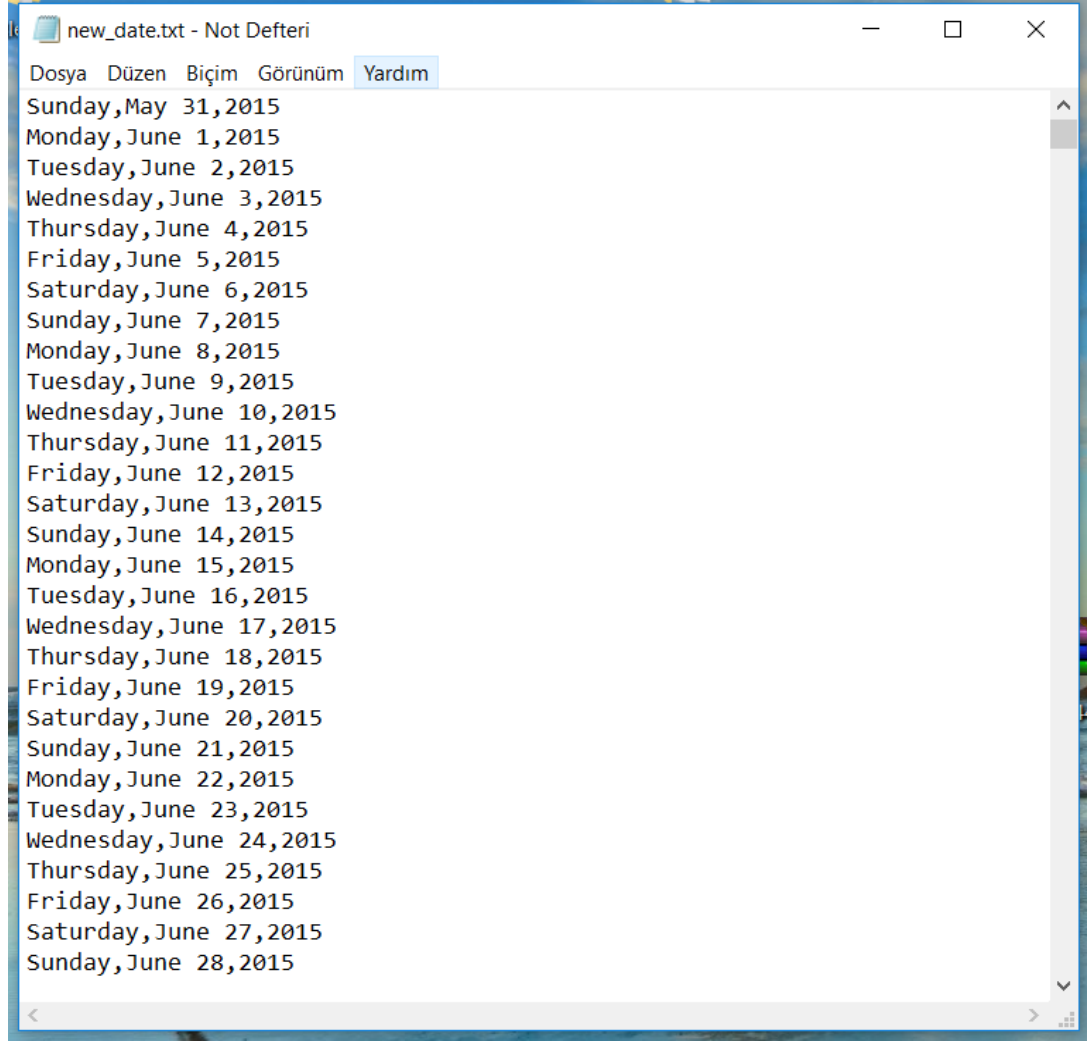 new_date.txt - Not Defteri
Dosya Düzen Biçim Görünüm Yardım
Sunday,May 31,2015
Monday,June 1,2015
Tuesday,June 2,2015
Wednesday,June 3,2015
Thursday,June 4,2015
Friday,June 5,2015
Saturday,June 6,2015
Sunday,June 7,2015
Monday,June 8,2015
Tuesday,June 9,2015
Wednesday,June 10,2015
Thursday,June 11,2015
Friday,June 12,2015
Saturday,June 13,2015
Sunday,June 14,2015
Monday,June 15,2015
Tuesday,June 16,2015
Wednesday,June 17,2015
Thursday,June 18,2015
Friday,June 19,2015
Saturday,June 20,2015
Sunday,June 21,2015
Monday,June 22,2015
Tuesday,June 23,2015
Wednesday,June 24,2015
Thursday,June 25,2015
Friday,June 26,2015
Saturday,June 27,2015
Sunday,June 28,2015